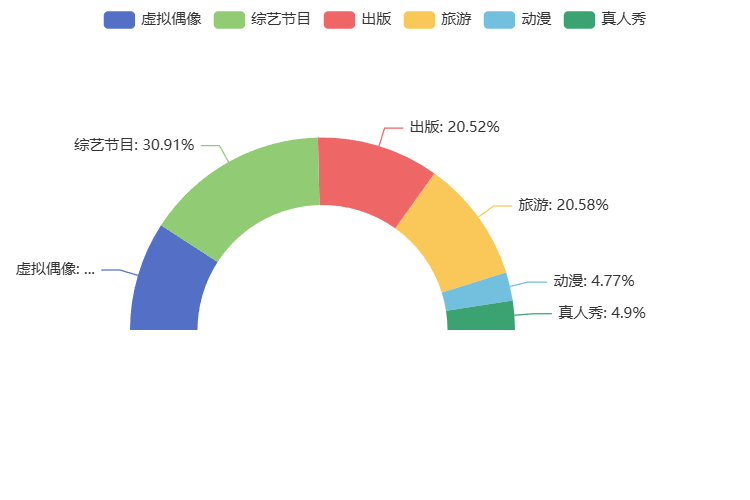 虚拟偶像 综艺节目 出版 旅游 动漫 真人秀
出版: 20.52%
综艺节目: 30.91%
旅游: 20.58%
虚拟偶像: ...
动漫: 4.77%
真人秀: 4.9%